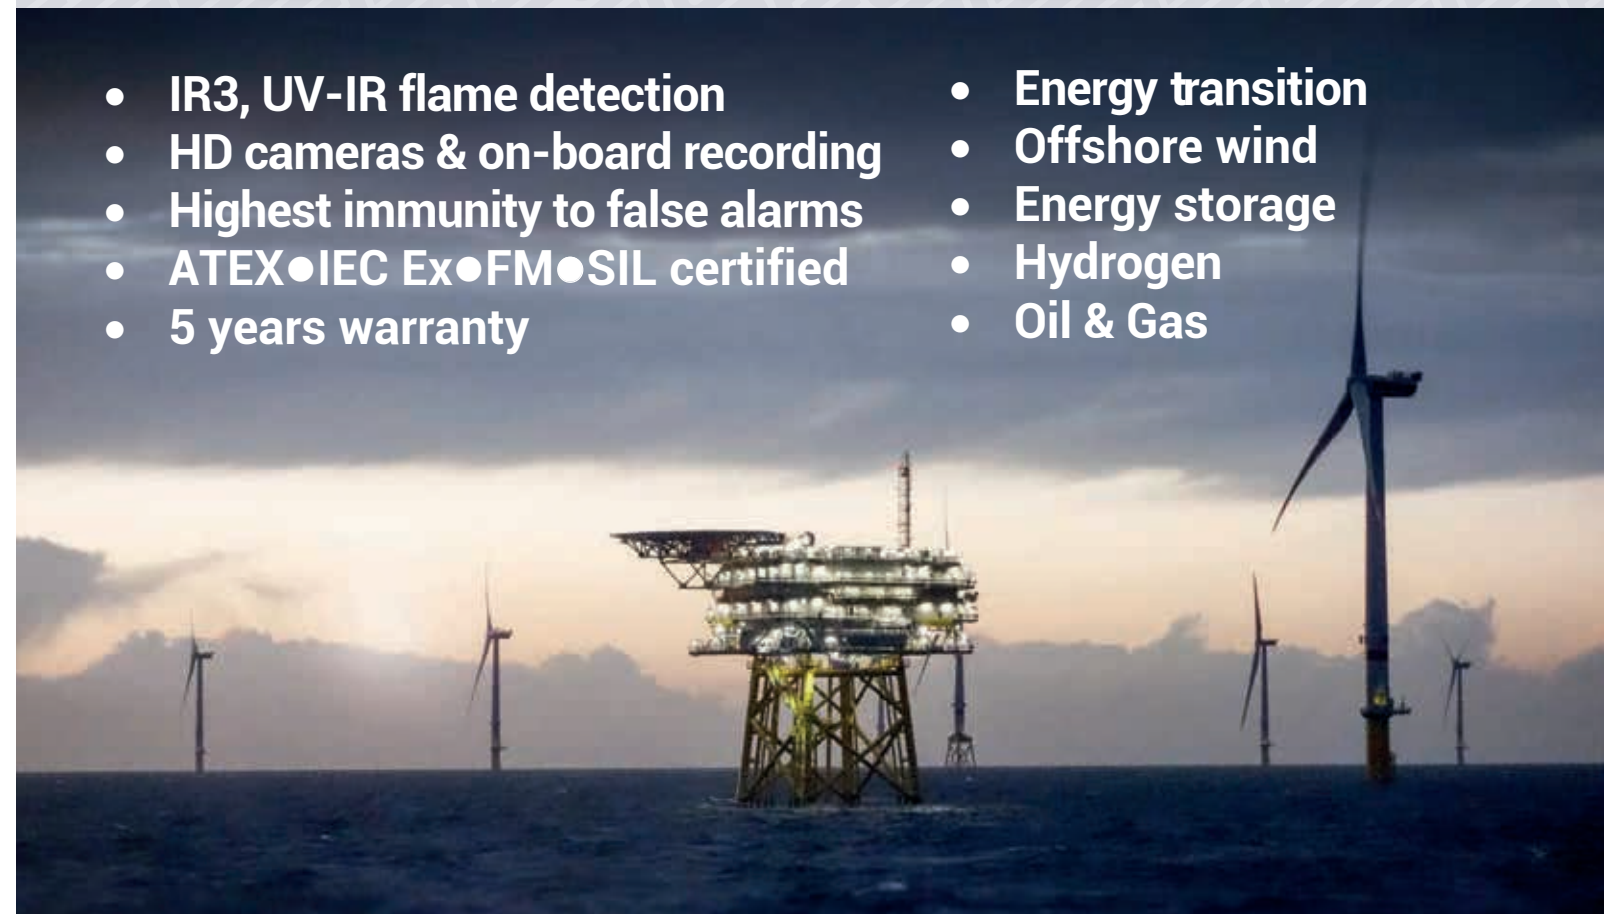 • IR3, UV-IR flame detection
• HD cameras & on-board recording
• Highest immunity to false alarms
• ATEX●IEC Ex●FM●SIL certified
• 5 years warranty
• Energy transition
• Offshore wind
• Energy storage
• Hydrogen
• Oil & Gas